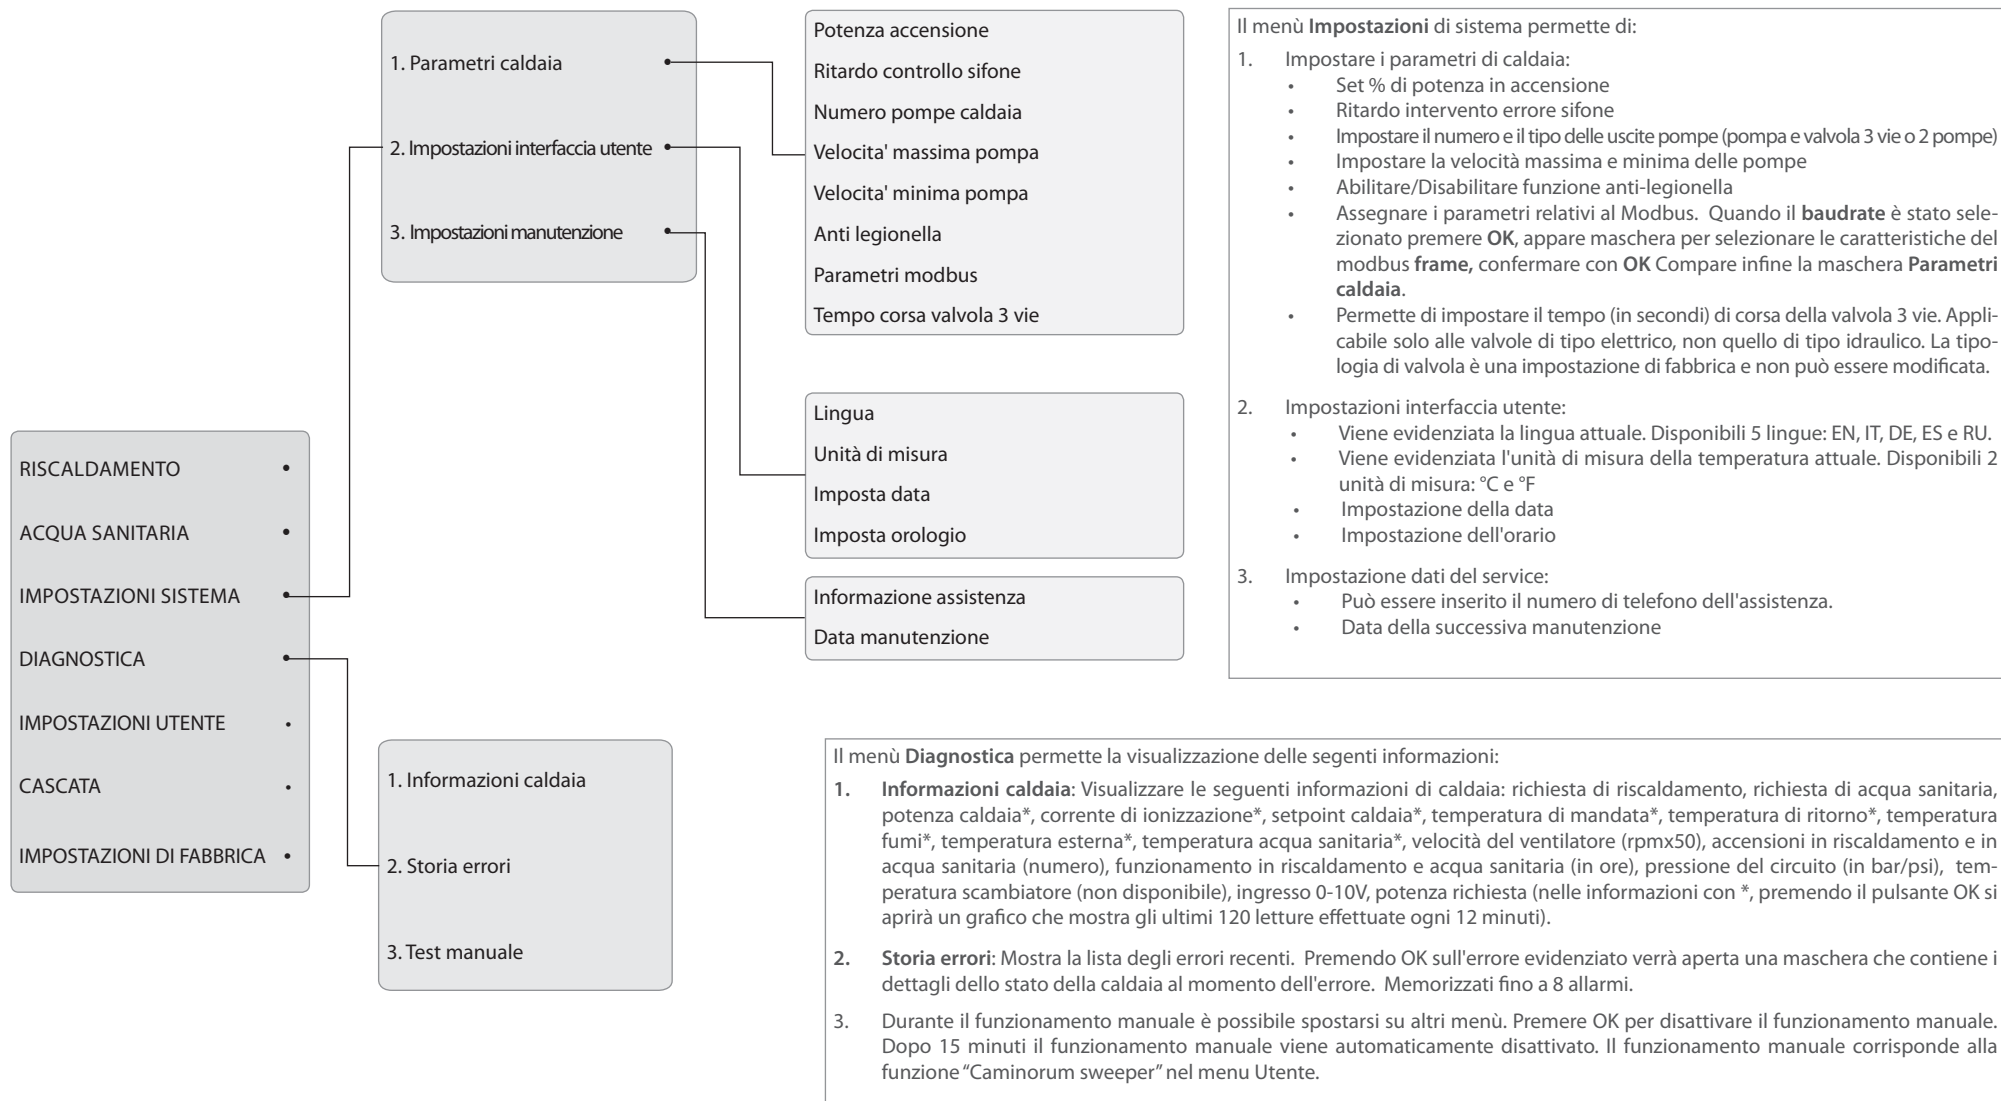 RISCALDAMENTO •
ACQUA SANITARIA •
IMPOSTAZIONI SISTEMA •
DIAGNOSTICA •
IMPOSTAZIONI UTENTE •
CASCATA •
IMPOSTAZIONI DI FABBRICA •
1. Parametri caldaia •
2. Impostazioni interfaccia utente •
3. Impostazioni manutenzione •
Potenza accensione
Ritardo controllo sifone
Numero pompe caldaia
Velocita' massima pompa
Velocita' minima pompa
Anti legionella
Parametri modbus
Tempo corsa valvola 3 vie
Lingua
Unità di misura
Imposta data
Imposta orologio
Informazione assistenza
Data manutenzione
1. Informazioni caldaia
2. Storia errori
3. Test manuale
Il menù Impostazioni di sistema permette di:
1. Impostare i parametri di caldaia:
• Set % di potenza in accensione
• Ritardo intervento errore sifone
• Impostare il numero e il tipo delle uscite pompe (pompa e valvola 3 vie o 2 pompe)
• Impostare la velocità massima e minima delle pompe
• Abilitare/Disabilitare funzione anti-legionella
• Assegnare i parametri relativi al Modbus. Quando il baudrate è stato sele-
zionato premere OK, appare maschera per selezionare le caratteristiche del
modbus frame, confermare con OK Compare infine la maschera Parametri
caldaia.
• Permette di impostare il tempo (in secondi) di corsa della valvola 3 vie. Appli-
cabile solo alle valvole di tipo elettrico, non quello di tipo idraulico. La tipo-
logia di valvola è una impostazione di fabbrica e non può essere modificata.
2. Impostazioni interfaccia utente:
• Viene evidenziata la lingua attuale. Disponibili 5 lingue: EN, IT, DE, ES e RU.
• Viene evidenziata l'unità di misura della temperatura attuale. Disponibili 2
unità di misura: °C e °F
• Impostazione della data
• Impostazione dell'orario
3. Impostazione dati del service:
• Può essere inserito il numero di telefono dell'assistenza.
• Data della successiva manutenzione
Il menù Diagnostica permette la visualizzazione delle segenti informazioni:
1. Informazioni caldaia: Visualizzare le seguenti informazioni di caldaia: richiesta di riscaldamento, richiesta di acqua sanitaria,
potenza caldaia*, corrente di ionizzazione*, setpoint caldaia*, temperatura di mandata*, temperatura di ritorno*, temperatura
fumi*, temperatura esterna*, temperatura acqua sanitaria*, velocità del ventilatore (rpmx50), accensioni in riscaldamento e in
acqua sanitaria (numero), funzionamento in riscaldamento e acqua sanitaria (in ore), pressione del circuito (in bar/psi), tem-
peratura scambiatore (non disponibile), ingresso 0-10V, potenza richiesta (nelle informazioni con *, premendo il pulsante OK si
aprirà un grafico che mostra gli ultimi 120 letture effettuate ogni 12 minuti).
2. Storia errori: Mostra la lista degli errori recenti. Premendo OK sull'errore evidenziato verrà aperta una maschera che contiene i
dettagli dello stato della caldaia al momento dell'errore. Memorizzati fino a 8 allarmi.
3. Durante il funzionamento manuale è possibile spostarsi su altri menù. Premere OK per disattivare il funzionamento manuale.
Dopo 15 minuti il funzionamento manuale viene automaticamente disattivato. Il funzionamento manuale corrisponde alla
funzione "Caminorum sweeper" nel menu Utente.